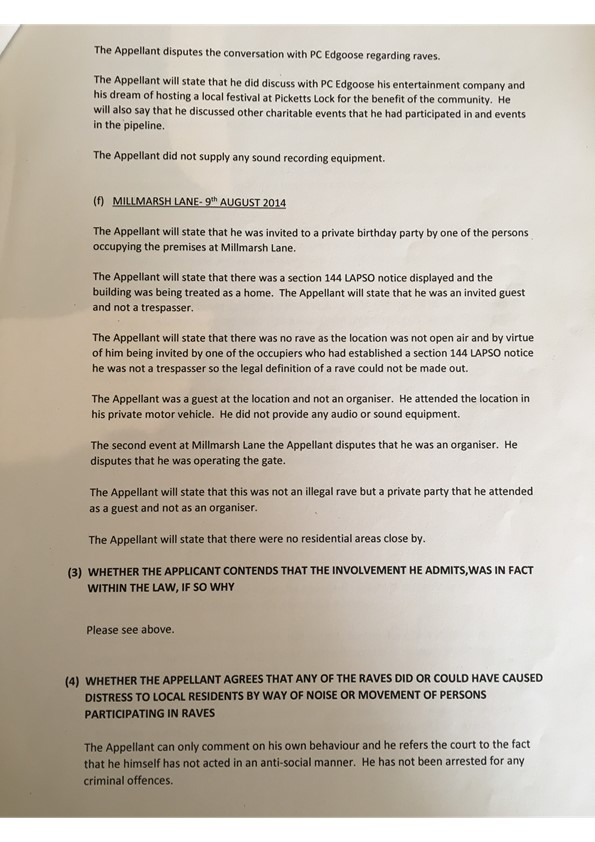 The Appellant disputes the conversation with PC Edgoose regarding raves.
The Appellant will state that he did discuss with PC Edgoose his entertainment company and
his dream of hosting a local festival at Picketts Lock for the benefit of the community. He
will also say that he discussed other charitable events that he had participated in and events
in the pipeline.
The Appellant did not supply any sound recording equipment.
(f) MILLMARSH LANE- 9th AUGUST 2014
The Appellant will state that he was invited to a private birthday party by one of the persons
occupying the premises at Millmarsh Lane.
The Appellant will state that there was a section 144 LAPSO notice displayed and the
building was being treated as a home. The Appellant will state that he was an invited guest
and not a trespasser.
The Appellant will state that there was no rave as the location was not open air and by virtue
of him being invited by one of the occupiers who had established a section 144 LAPSO notice
he was not a trespasser so the legal definition of a rave could not be made out.
The Appellant was a guest at the location and not an organiser. He attended the location in
his private motor vehicle. He did not provide any audio or sound equipment.
The second event at Millmarsh Lane the Appellant disputes that he was an organiser. He
disputes that he was operating the gate.
The Appellant will state that this was not an illegal rave but a private party that he attended
as a guest and not as an organiser.
The Appellant will state that there were no residential areas close by.
(3) WHETHER THE APPLICANT CONTENDS THAT THE INVOLVEMENT HE ADMITS,WAS IN FACT
WITHIN THE LAW, IF SO WHY
Please see above.
(4) WHETHER THE APPELLANT AGREES THAT ANY OF THE RAVES DID OR COULD HAVE CAUSED
DISTRESS TO LOCAL RESIDENTS BY WAY OF NOISE OR MOVEMENT OF PERSONS
PARTICIPATING IN RAVES
The Appellant can only comment on his own behaviour and he refers the court to the fact
that he himself has not acted in an anti-social manner. He has not been arrested for any
criminal offences.